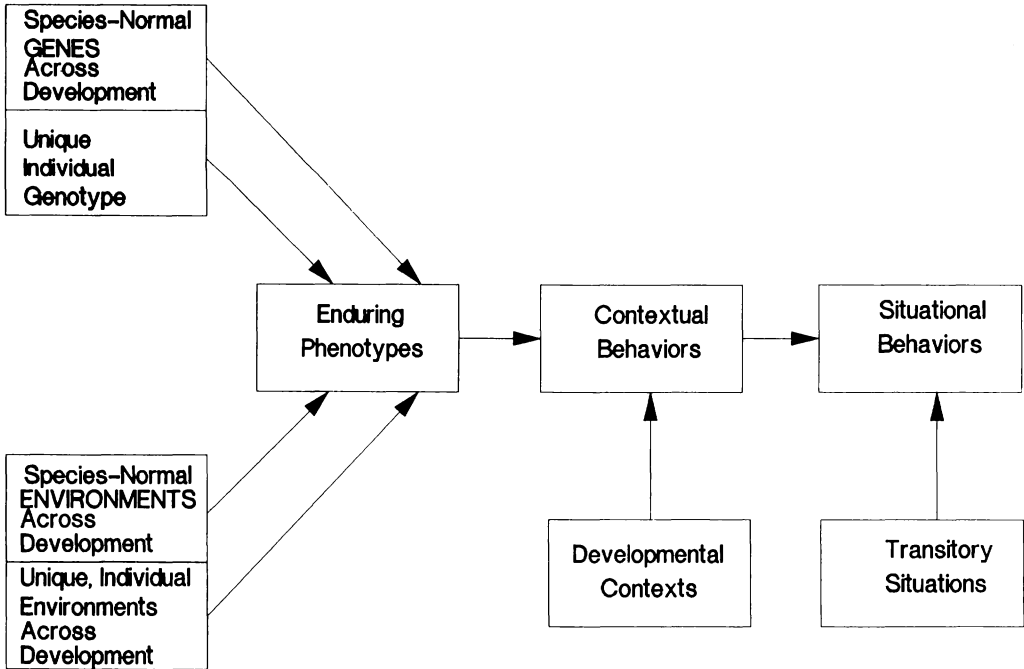 Species-Normal
GENES
Across
Development
Unique
Individual
Genotype
Enduring
Phenotypes
Contextual
Behaviors
Situational
Behaviors
Species-Normal
ENVIRONMENTS
Across
Development
Unique, Individual
Environments
Across
Development
Developmental
Contexts
Transitory
Situations